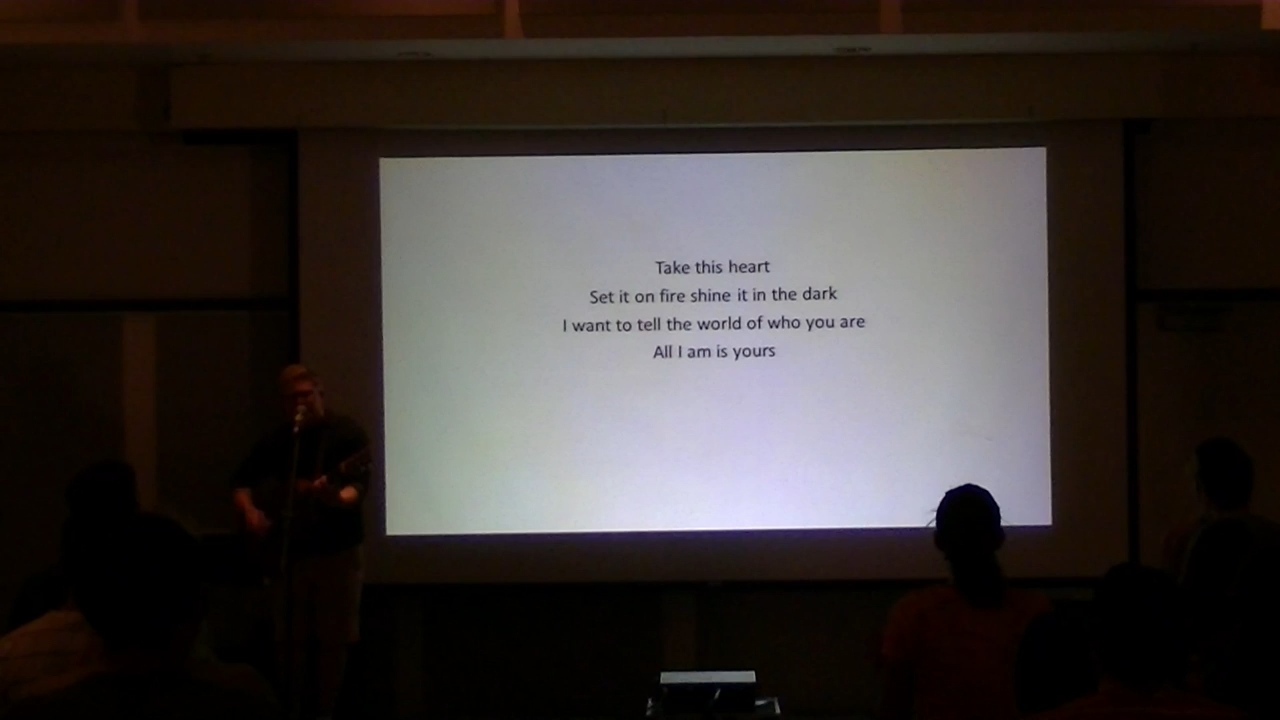 Take this heart
Set it on fire shine it in the dark
I want to tell the world of who you are
All I am is yours